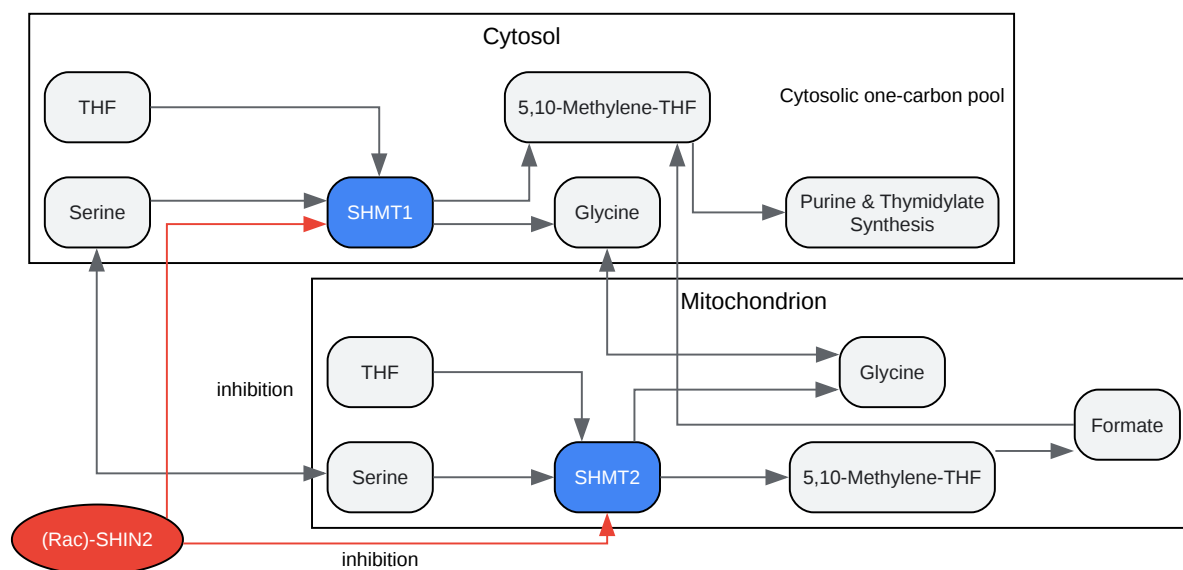 Cytosol
THF
5,10-Methylene-THF
Cytosolic one-carbon pool
Serine
SHMT1
Glycine
Purine & Thymidylate
Synthesis
Mitochondrion
THF
Glycine
inhibition
Formate
Serine
SHMT2
5,10-Methylene-THF
(Rac)-SHIN2
inhibition